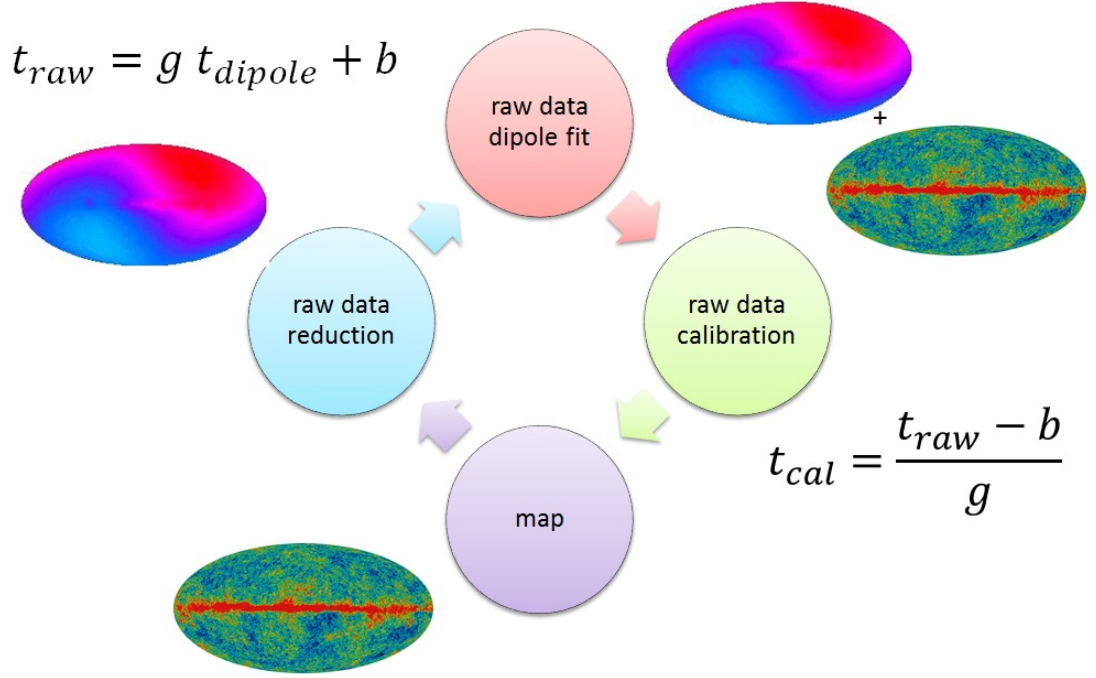 t_raw = g t_dipole + b
raw data
dipole fit
+
raw data
reduction
raw data
calibration
t_cal = (t_raw − b) / g
map